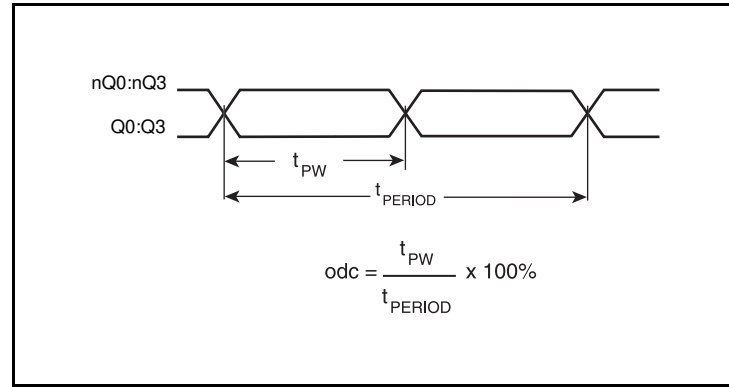 nQ0:nQ3
Q0:Q3
tPW
tPERIOD
odc = tPW / tPERIOD x 100%